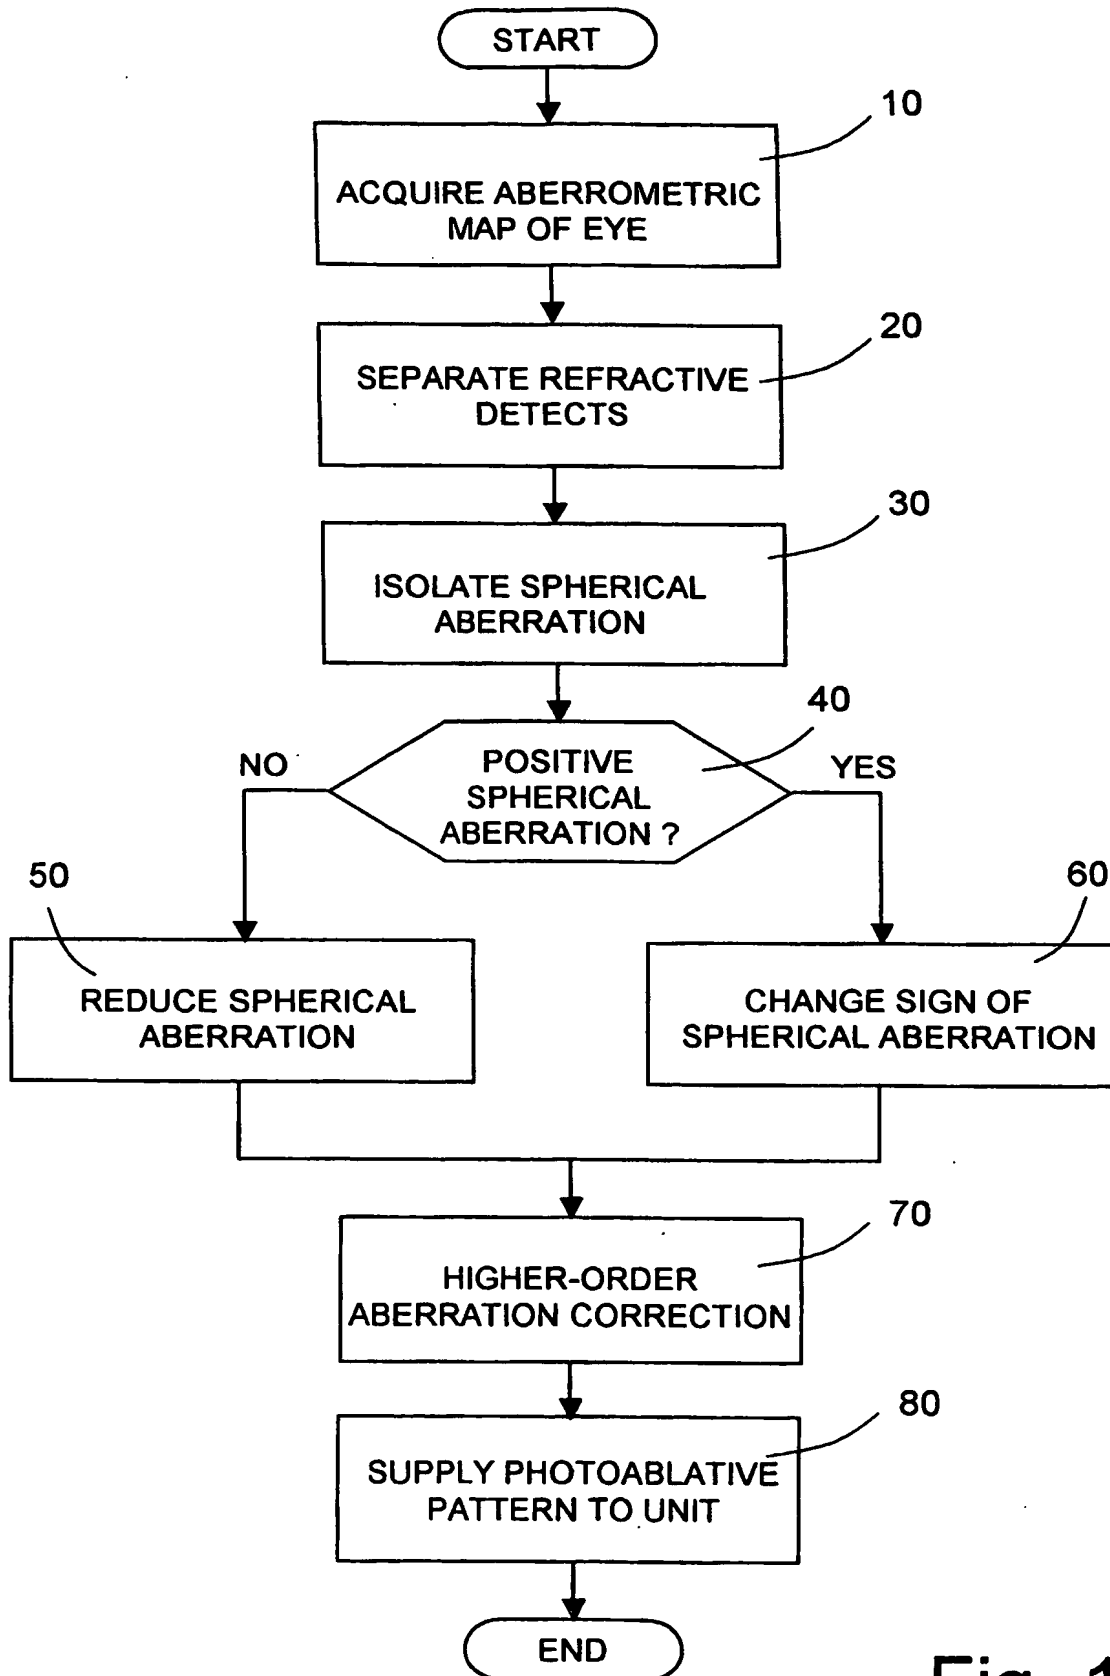 START
10
ACQUIRE ABERROMETRIC
MAP OF EYE
20
SEPARATE REFRACTIVE
DETECTS
30
ISOLATE SPHERICAL
ABERRATION
40
NO
POSITIVE
SPHERICAL
ABERRATION ?
YES
50
REDUCE SPHERICAL
ABERRATION
60
CHANGE SIGN OF
SPHERICAL ABERRATION
70
HIGHER-ORDER
ABERRATION CORRECTION
80
SUPPLY PHOTOABLATIVE
PATTERN TO UNIT
END
Fig. 1